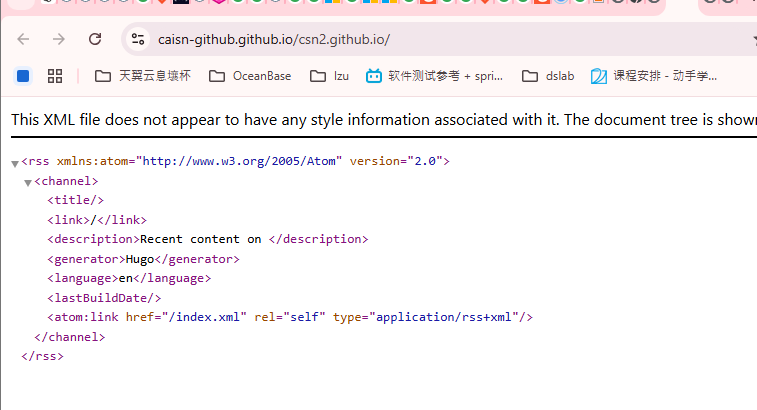 caisn-github.github.io/csn2.github.io/
天翼云息壤杯 OceanBase lzu 软件测试参考 + spri... dslab 课程安排 - 动手学...
This XML file does not appear to have any style information associated with it. The document tree is shown
<rss xmlns:atom="http://www.w3.org/2005/Atom" version="2.0">
<channel>
<title/>
<link>/</link>
<description>Recent content on </description>
<generator>Hugo</generator>
<language>en</language>
<lastBuildDate/>
<atom:link href="/index.xml" rel="self" type="application/rss+xml"/>
</channel>
</rss>